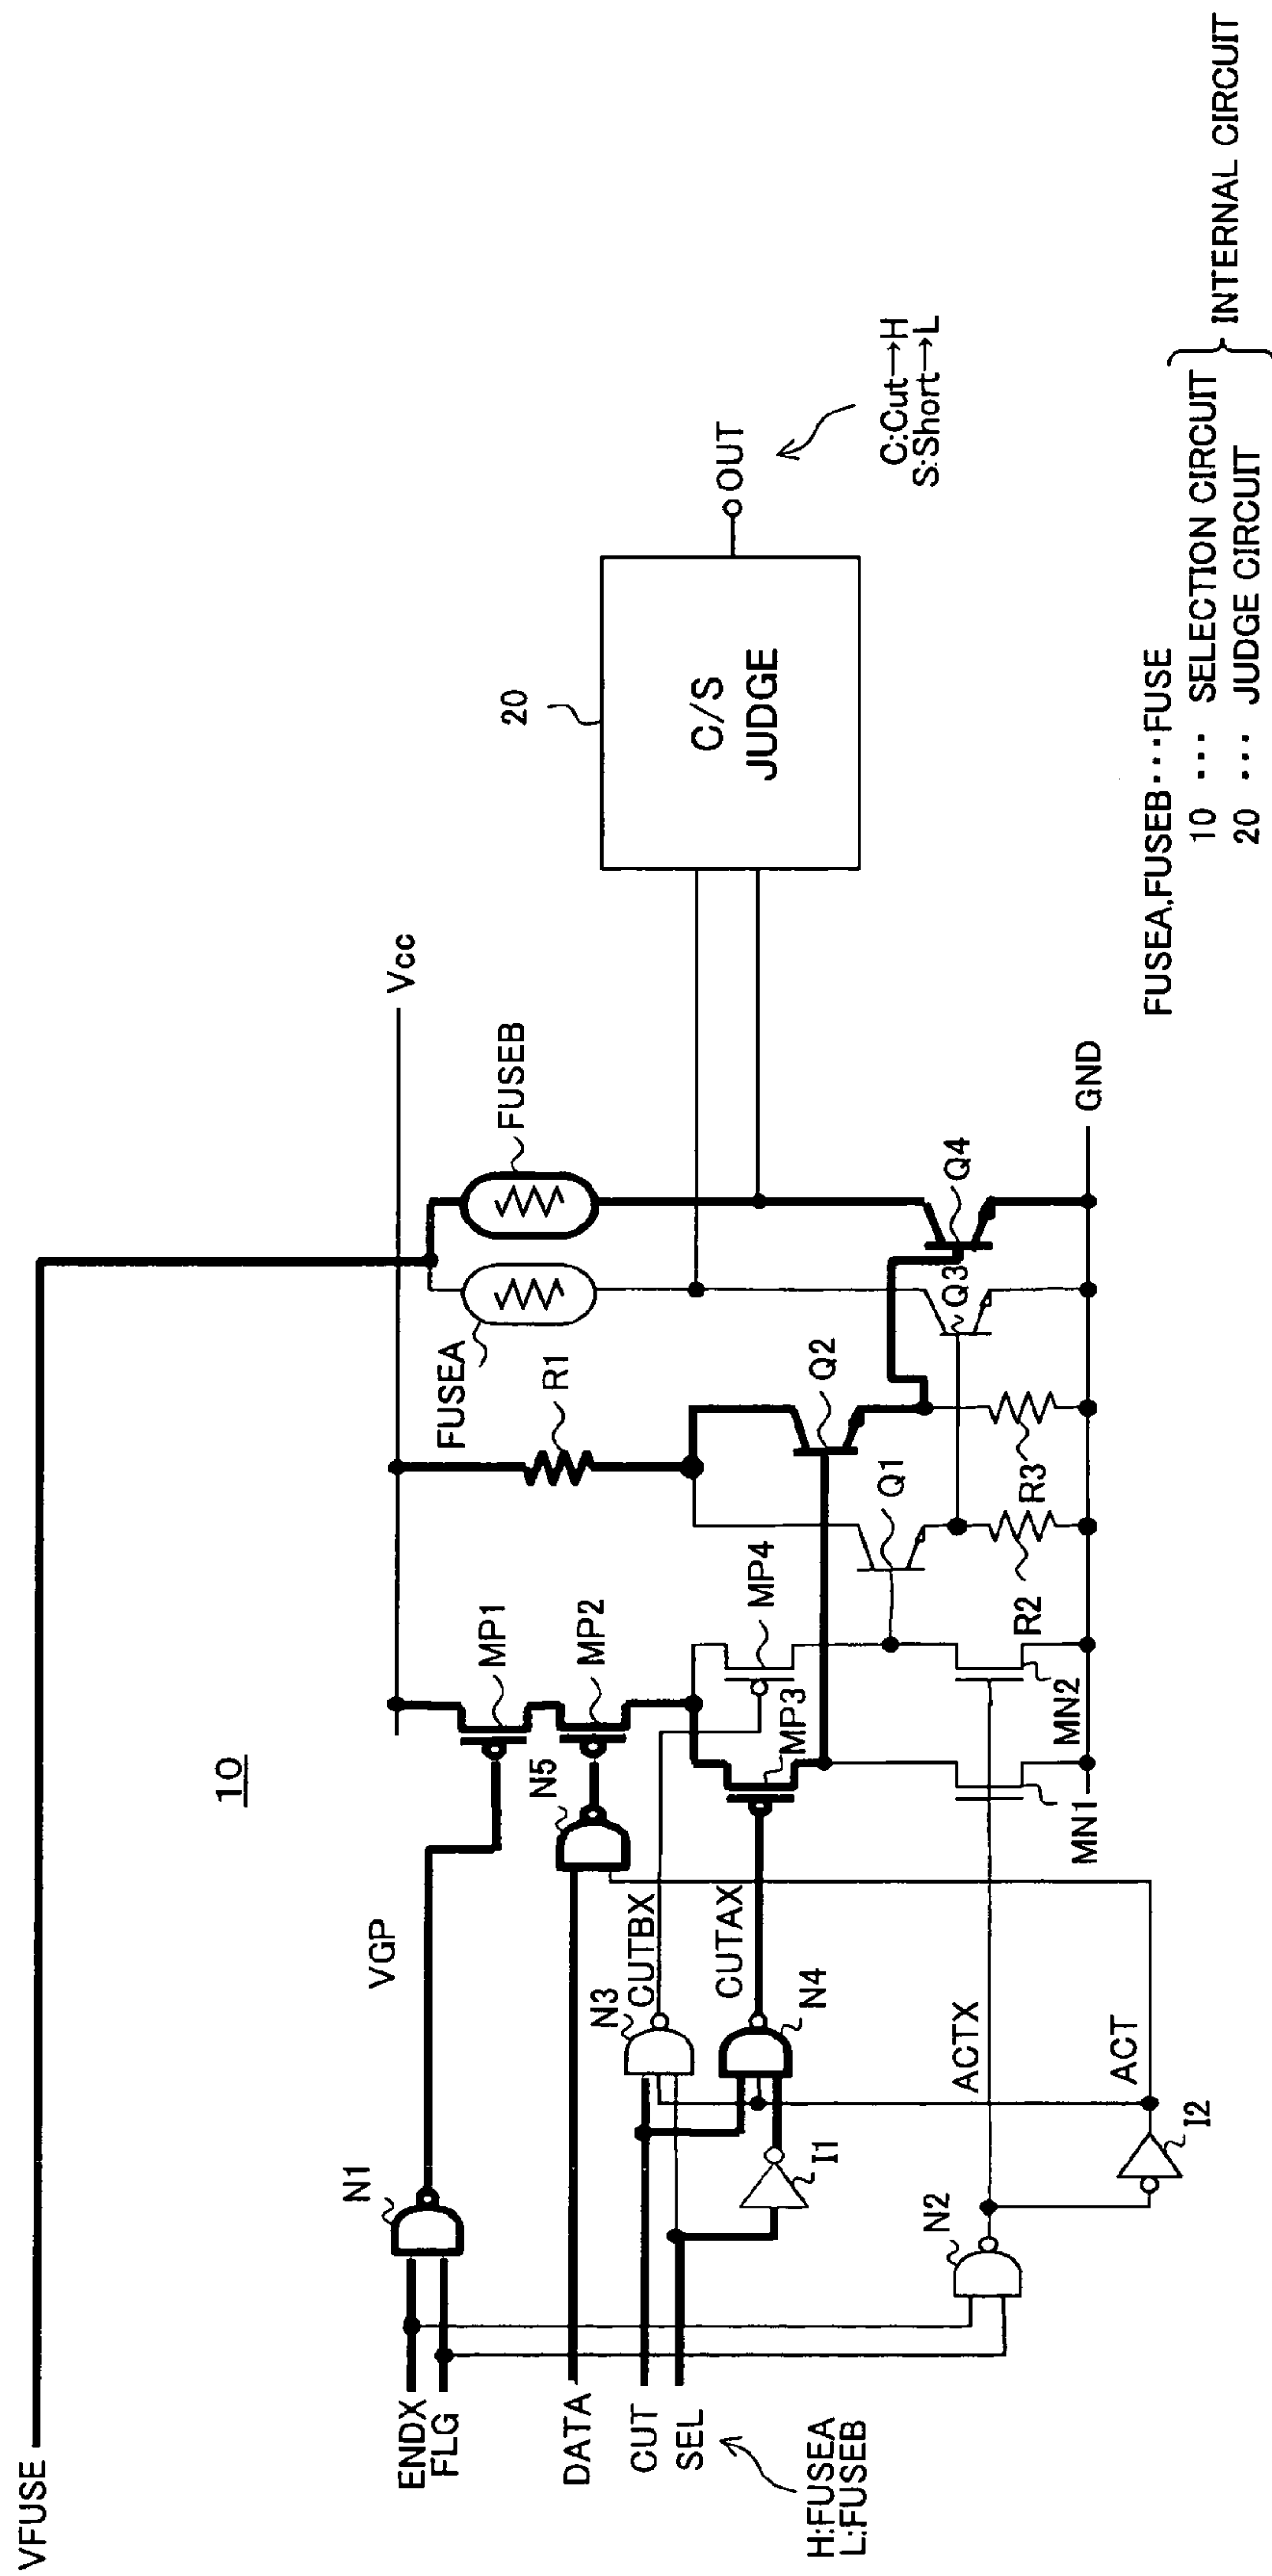 VFUSE
10
Vcc
ENDX
FLG
N1
VGP
MP1
R1
FUSEA
FUSEB
DATA
N5
MP2
20
C/S
JUDGE
OUT
C:Cut→H
S:Short→L
CUT
SEL
H:FUSEA
L:FUSEB
N3
CUTBX
I1
N4
CUTAX
MP3
MP4
Q1
Q2
Q3
Q4
N2
ACTX
I2
ACT
MN1
MN2
R2
R3
GND
FUSEA,FUSEB···FUSE
10 ··· SELECTION CIRCUIT
20 ··· JUDGE CIRCUIT
INTERNAL CIRCUIT